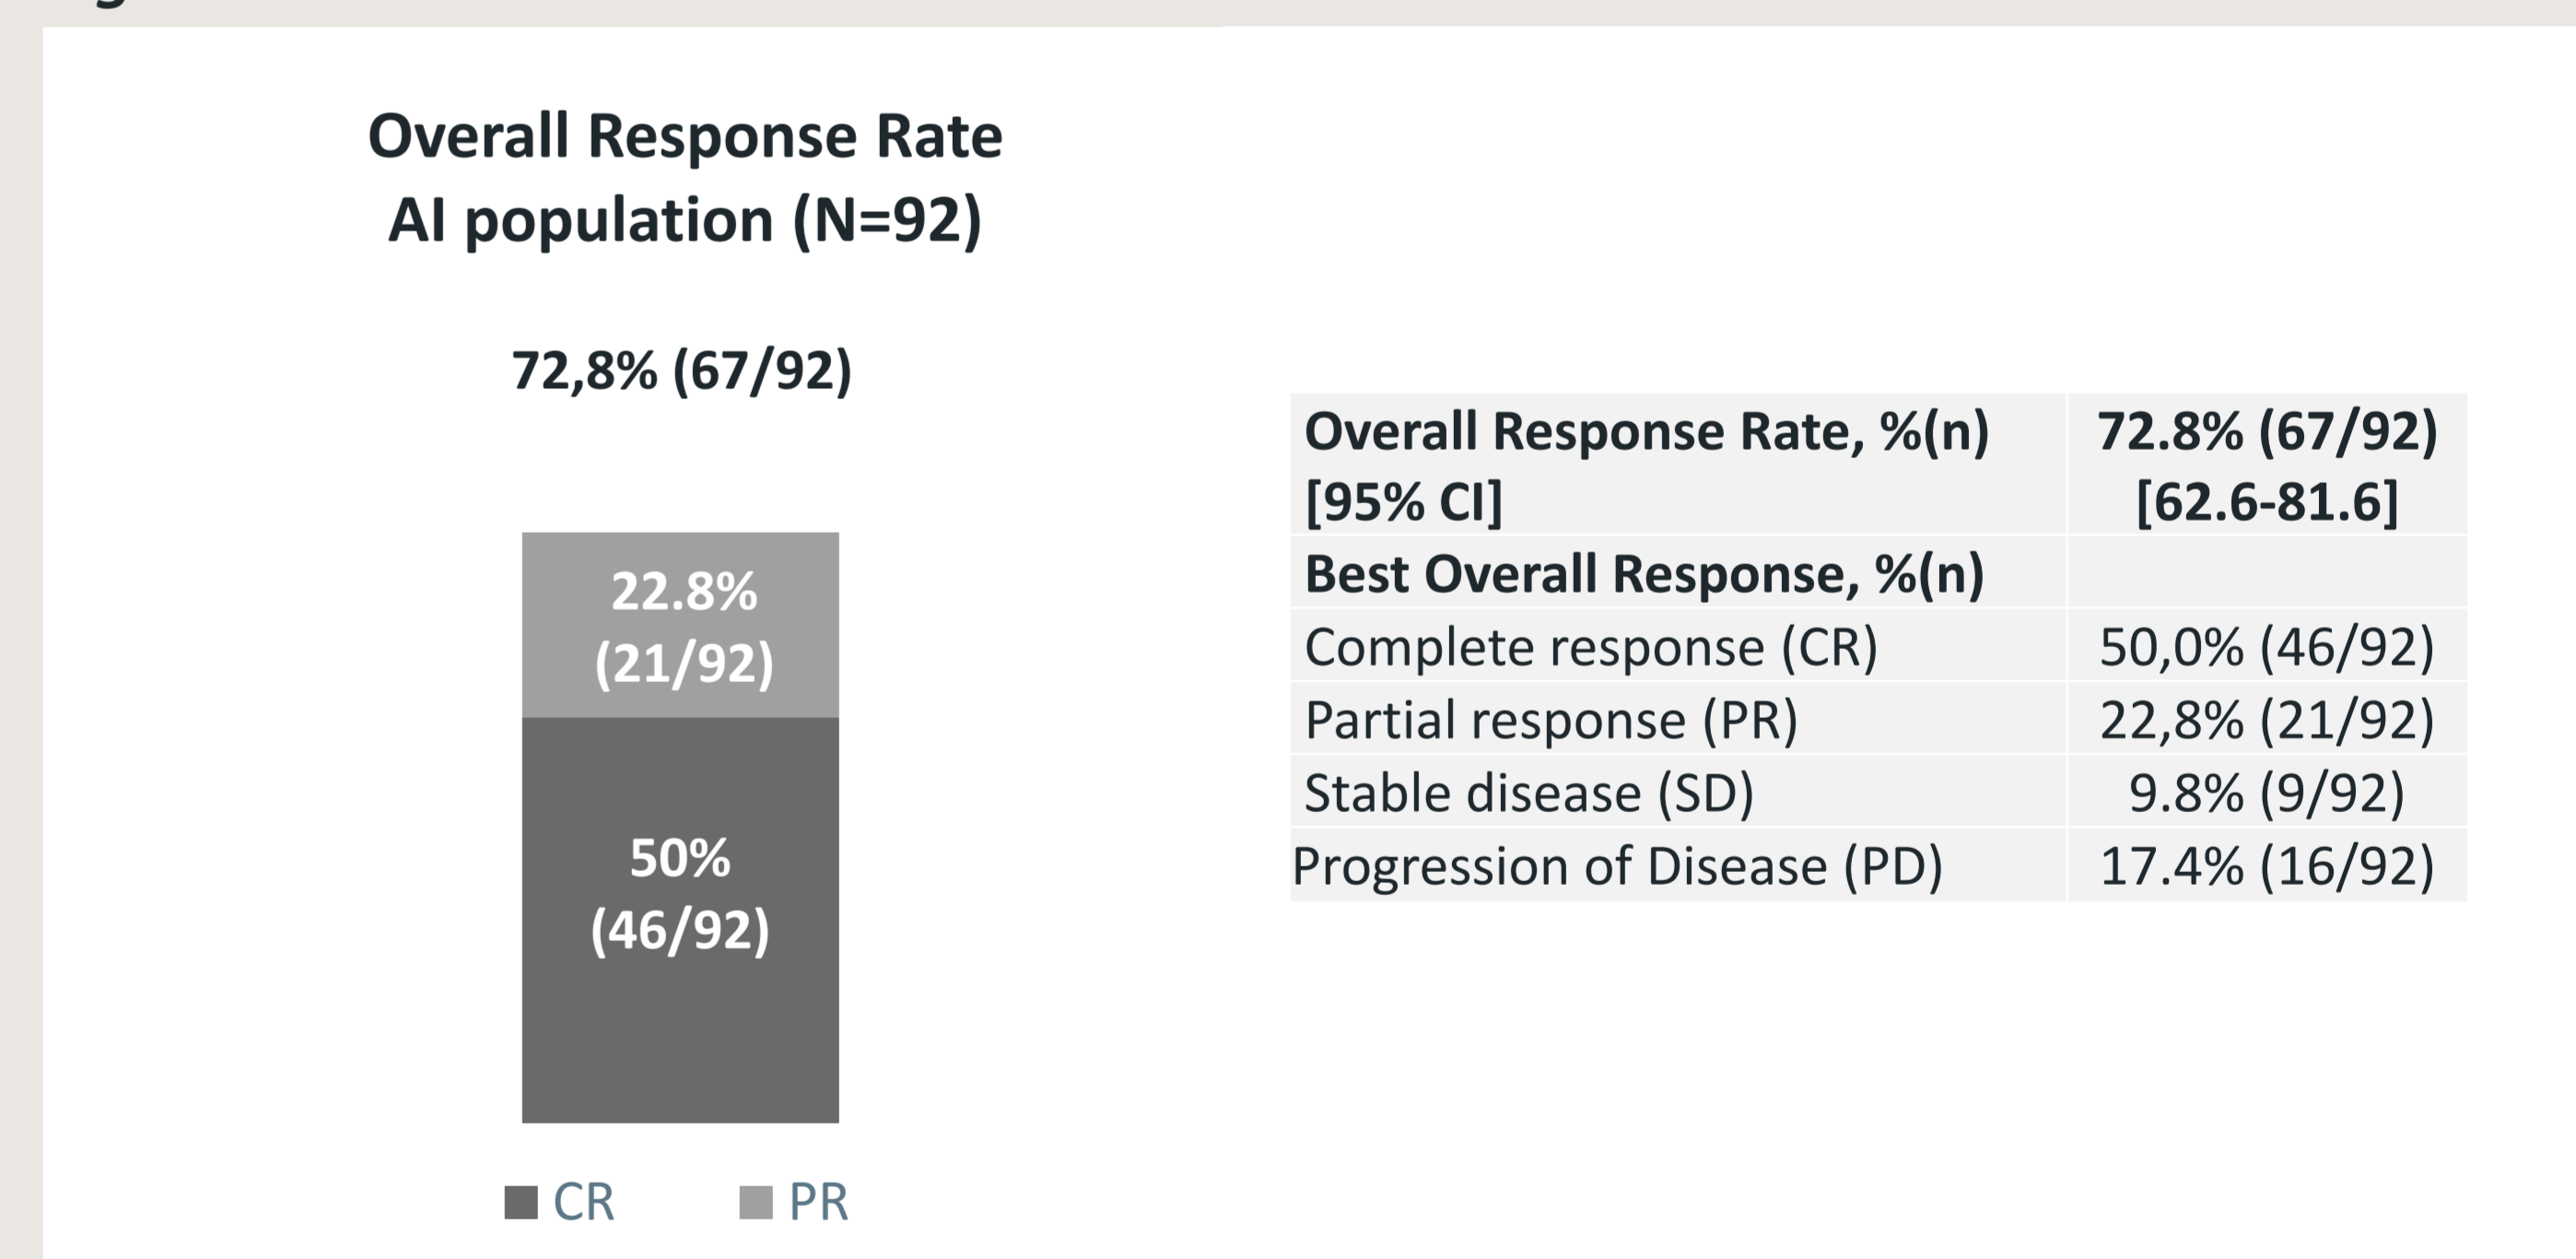 Overall Response Rate
AI population (N=92)
72,8% (67/92)
22.8%
(21/92)
50%
(46/92)
CR PR
Overall Response Rate, %(n) 72.8% (67/92)
[95% CI] [62.6-81.6]
Best Overall Response, %(n)
Complete response (CR) 50,0% (46/92)
Partial response (PR) 22,8% (21/92)
Stable disease (SD) 9.8% (9/92)
Progression of Disease (PD) 17.4% (16/92)